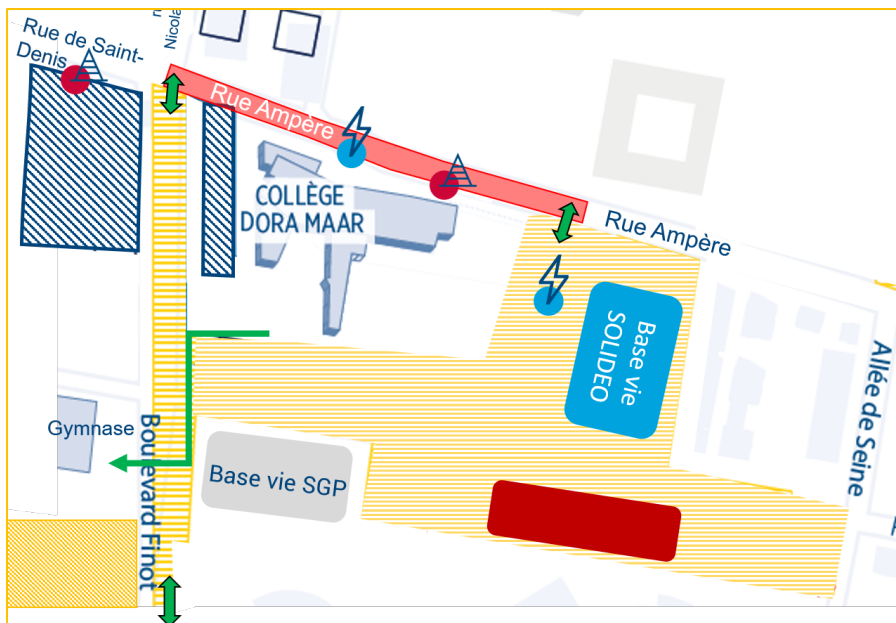 Rue de Saint-
Denis
Nicola
Rue Ampère
COLLÈGE
DORA MAAR
Rue Ampère
Base vie
SOLIDEO
Allée de Seine
Gymnase
Boulevard Finot
Base vie SGP